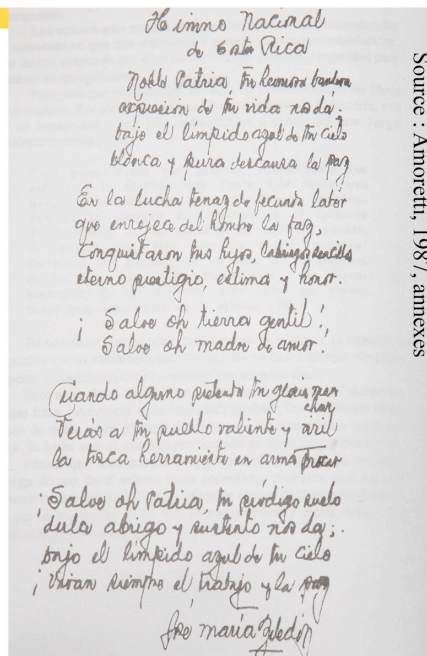 Himno Nacional
de Costa Rica
Noble Patria, tu hermosa bandera
expresión de tu vida nos da:
bajo el límpido azul de tu cielo
blanca y pura descansa la paz
En la lucha tenaz de fecunda labor
que enrojece del hombre la faz,
Conquistaron tus hijos, labriegos sencillos
eterno prestigio, estima y honor.
¡Salve oh tierra gentil!
Salve oh madre de amor!
Cuando alguno pretenda tu gloria man
char
Verás a tu pueblo valiente y viril
la tosca herramienta en arma trocar
¡Salve oh Patria, tu pródigo suelo
dulce abrigo y sustento nos da;
bajo el límpido azul de tu cielo
¡Vivan siempre el trabajo y la paz
José María Zeledón
Source : Amoretti, 1987, annexes